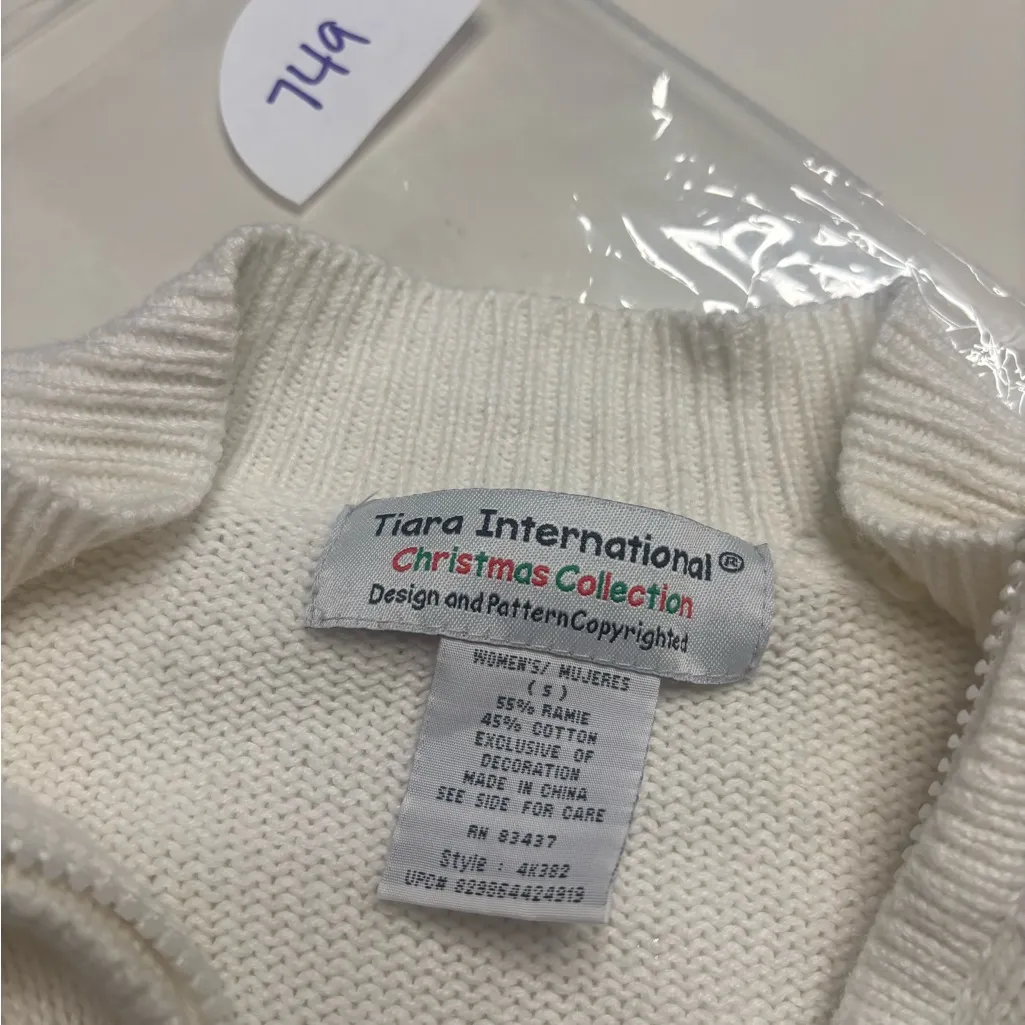 749
Tiara International®
Christmas Collection
Design and Pattern Copyrighted
WOMEN'S/ MUJERES
(S)
55% RAMIE
45% COTTON
EXCLUSIVE OF
DECORATION
MADE IN CHINA
SEE SIDE FOR CARE
RN 83437
Style : 4K382
UPC# 829864424919